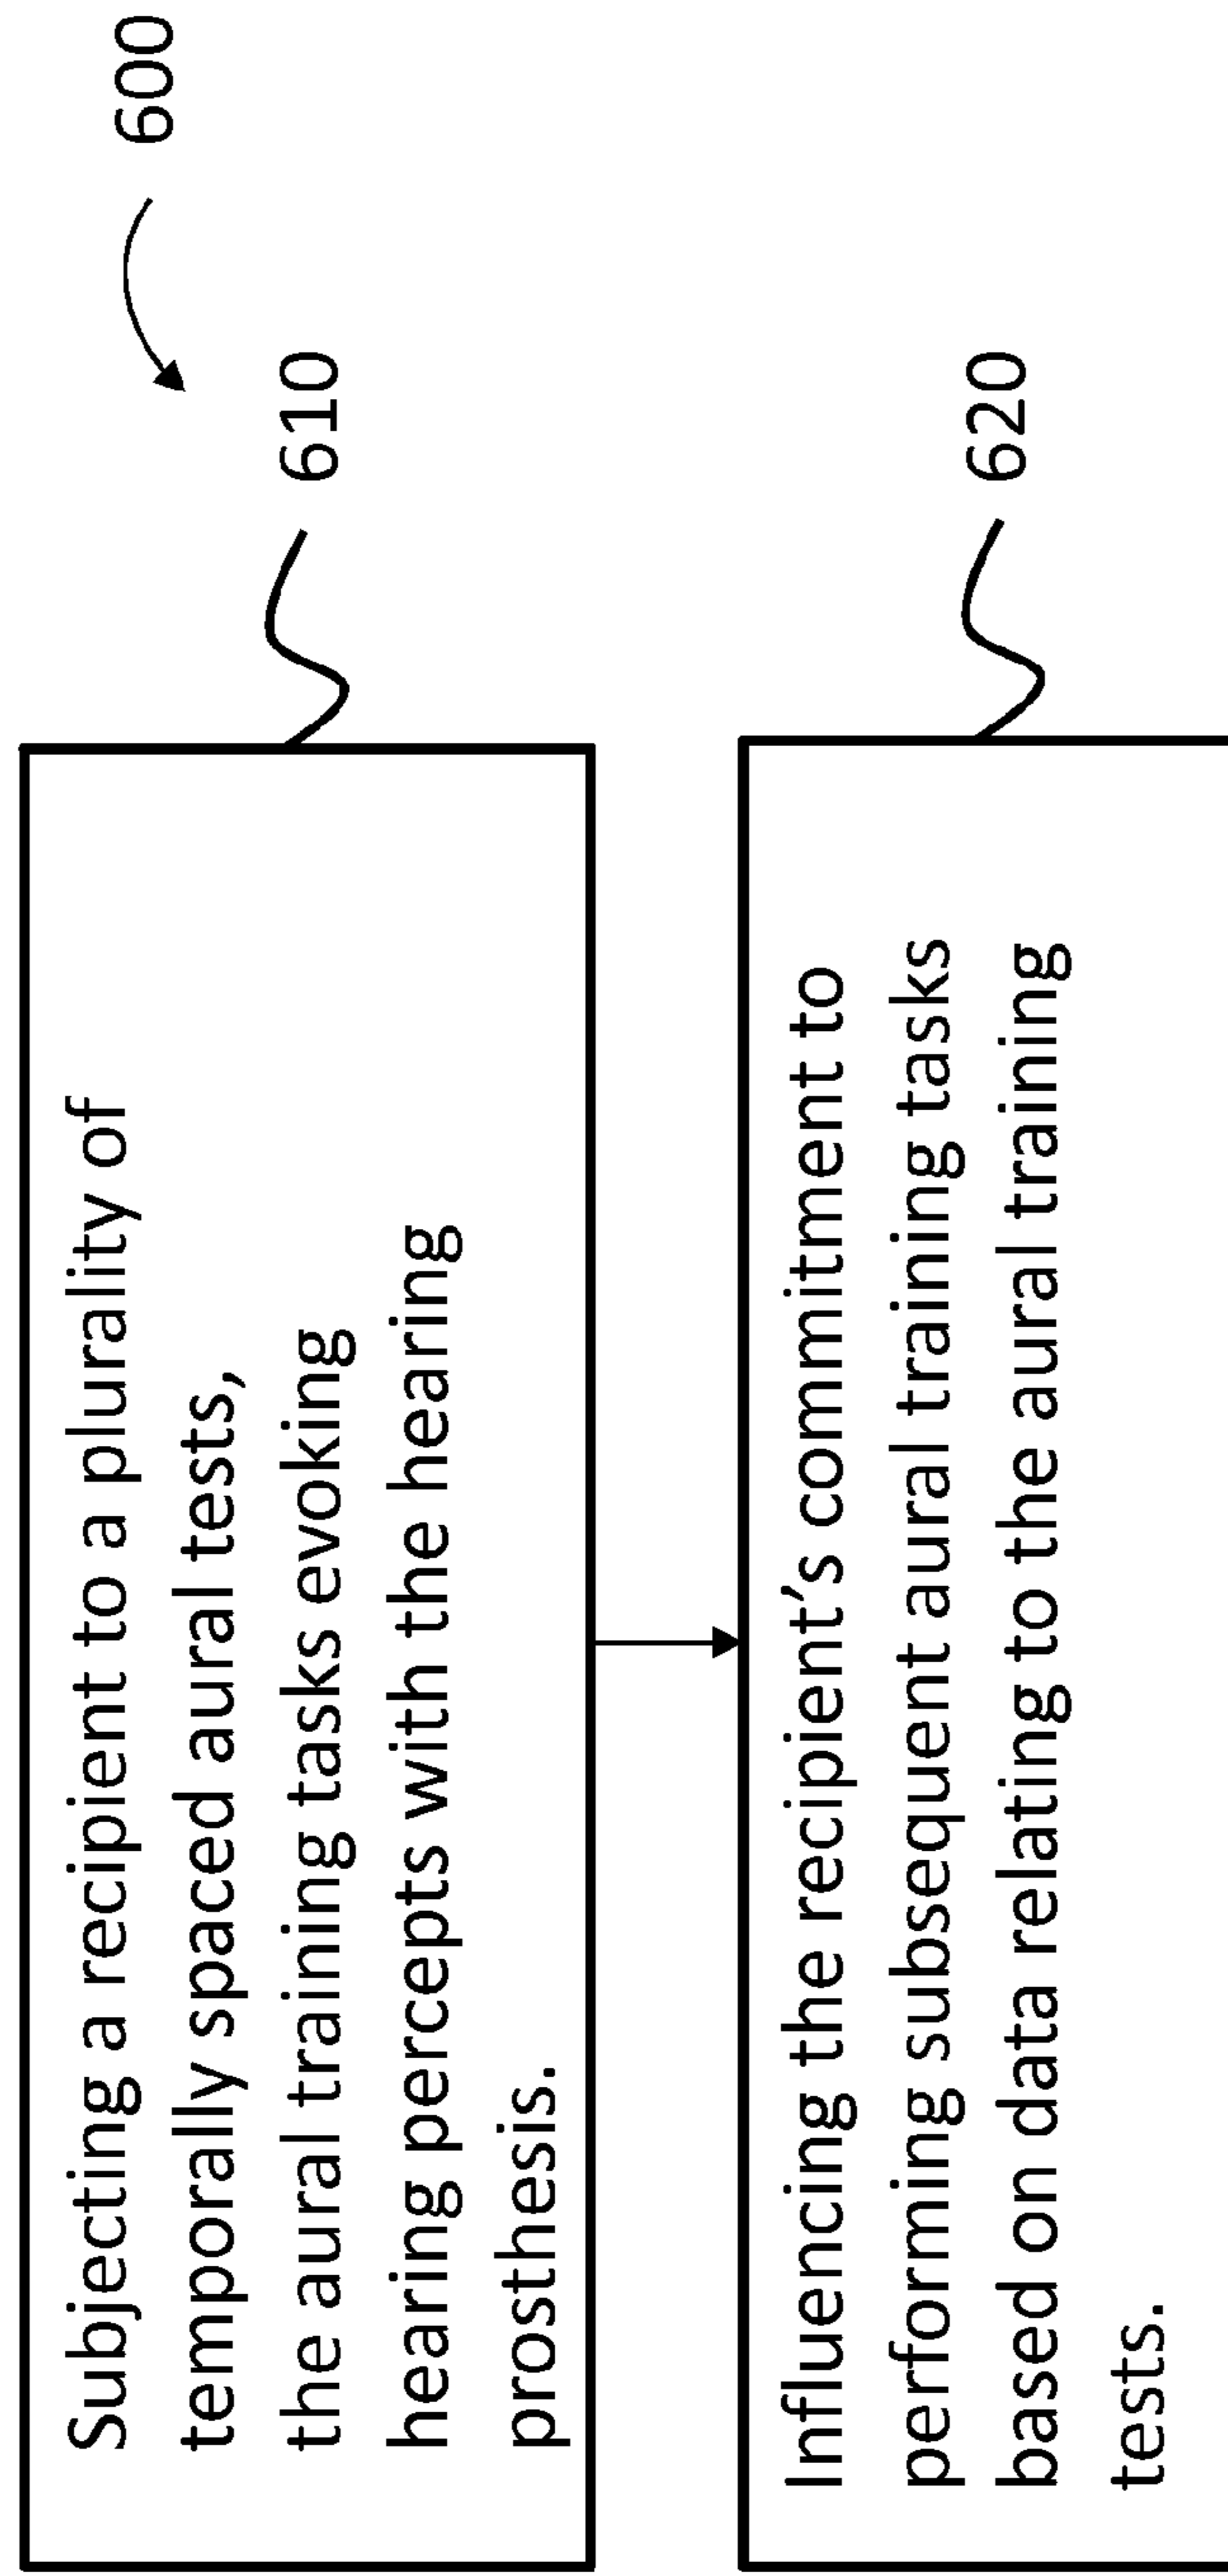 600
Subjecting a recipient to a plurality of
temporally spaced aural tests,
the aural training tasks evoking
hearing percepts with the hearing
prosthesis.
610
Influencing the recipient’s commitment to
performing subsequent aural training tasks
based on data relating to the aural training
tests.
620